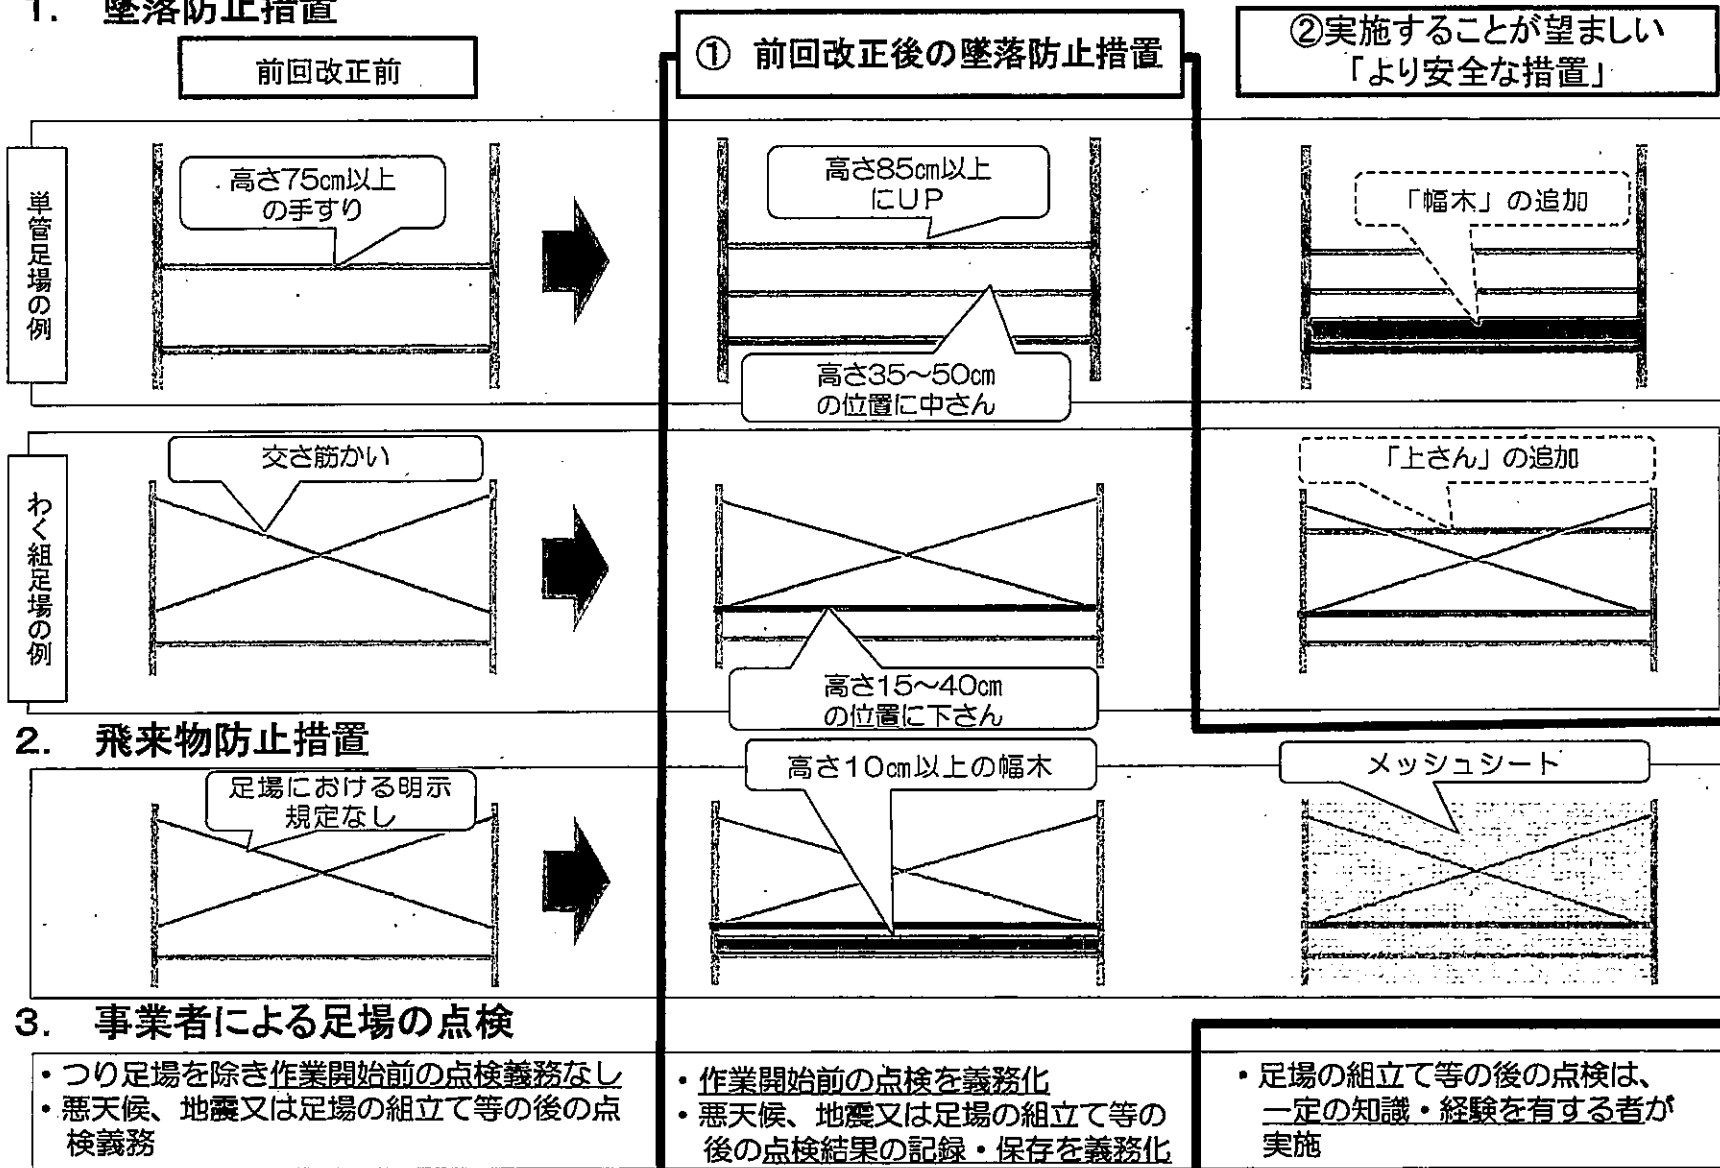 1. 墜落防止措置
前回改正前
① 前回改正後の墜落防止措置
②実施することが望ましい
「より安全な措置」
単管足場の例
高さ75cm以上
の手すり
高さ85cm以上
にUP
高さ35～50cm
の位置に中さん
「幅木」の追加
わく組足場の例
交さ筋かい
高さ15～40cm
の位置に下さん
「上さん」の追加
2. 飛来物防止措置
足場における明示
規定なし
高さ10cm以上の幅木
メッシュシート
3. 事業者による足場の点検
・つり足場を除き作業開始前の点検義務なし
・悪天候、地震又は足場の組立て等の後の点
検義務
・作業開始前の点検を義務化
・悪天候、地震又は足場の組立て等の
後の点検結果の記録・保存を義務化
・足場の組立て等の後の点検は、
一定の知識・経験を有する者が
実施